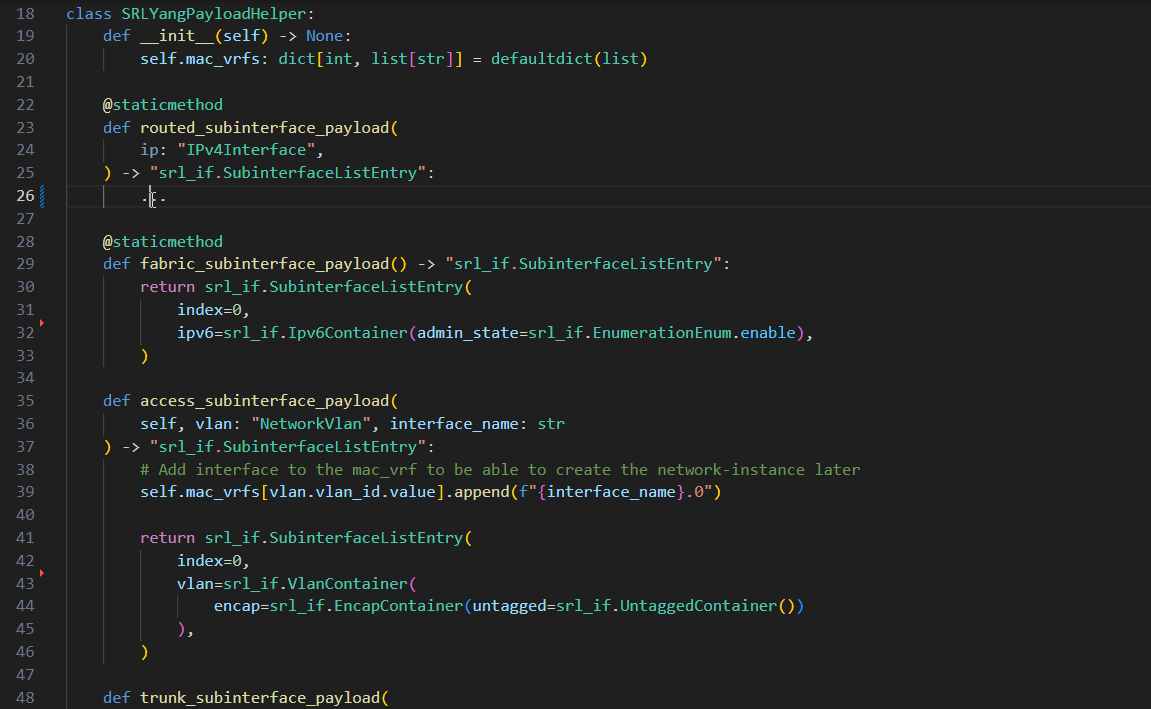 18 class SRLYangPayloadHelper:
19     def __init__(self) -> None:
20         self.mac_vrfs: dict[int, list[str]] = defaultdict(list)
21
22     @staticmethod
23     def routed_subinterface_payload(
24         ip: "IPv4Interface",
25     ) -> "srl_if.SubinterfaceListEntry":
26         ...
27
28     @staticmethod
29     def fabric_subinterface_payload() -> "srl_if.SubinterfaceListEntry":
30         return srl_if.SubinterfaceListEntry(
31             index=0,
32             ipv6=srl_if.Ipv6Container(admin_state=srl_if.EnumerationEnum.enable),
33         )
34
35     def access_subinterface_payload(
36         self, vlan: "NetworkVlan", interface_name: str
37     ) -> "srl_if.SubinterfaceListEntry":
38         # Add interface to the mac_vrf to be able to create the network-instance later
39         self.mac_vrfs[vlan.vlan_id.value].append(f"{interface_name}.0")
40
41         return srl_if.SubinterfaceListEntry(
42             index=0,
43             vlan=srl_if.VlanContainer(
44                 encap=srl_if.EncapContainer(untagged=srl_if.UntaggedContainer())
45             ),
46         )
47
48     def trunk_subinterface_payload(